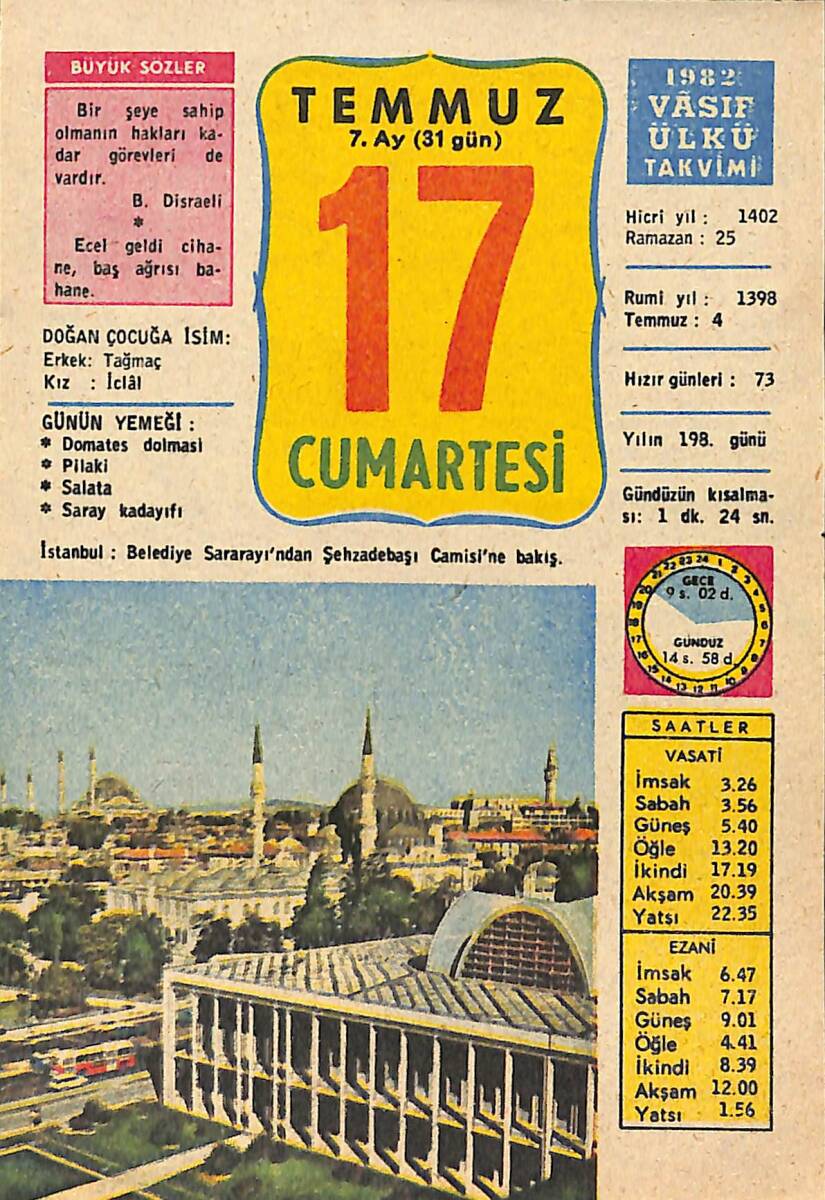 BÜYÜK SÖZLER
Bir şeye sahip
olmanın hakları ka-
dar görevleri de
vardır.
B. Disraeli
*
Ecel geldi ciha-
ne, baş ağrısı ba-
hane.
DOĞAN ÇOCUĞA İSİM:
Erkek: Tağmaç
Kız : İclâl
GÜNÜN YEMEĞİ :
* Domates dolması
* Pilaki
* Salata
* Saray kadayıfı
TEMMUZ
7. Ay (31 gün)
17
CUMARTESİ
1982
VÂSIF
ÜLKÜ
TAKVİMİ
Hicri yıl : 1402
Ramazan : 25
Rumi yıl : 1398
Temmuz : 4
Hızır günleri : 73
Yılın 198. günü
Gündüzün kısalma-
sı: 1 dk. 24 sn.
İstanbul : Belediye Sararayı'ndan Şehzadebaşı Camisi'ne bakış.
GECE
9 s. 02 d.
GÜNDÜZ
14 s. 58 d.
SAATLER
VASATİ
İmsak 3.26
Sabah 3.56
Güneş 5.40
Öğle 13.20
İkindi 17.19
Akşam 20.39
Yatsı 22.35
EZANİ
İmsak 6.47
Sabah 7.17
Güneş 9.01
Öğle 4.41
İkindi 8.39
Akşam 12.00
Yatsı 1.56